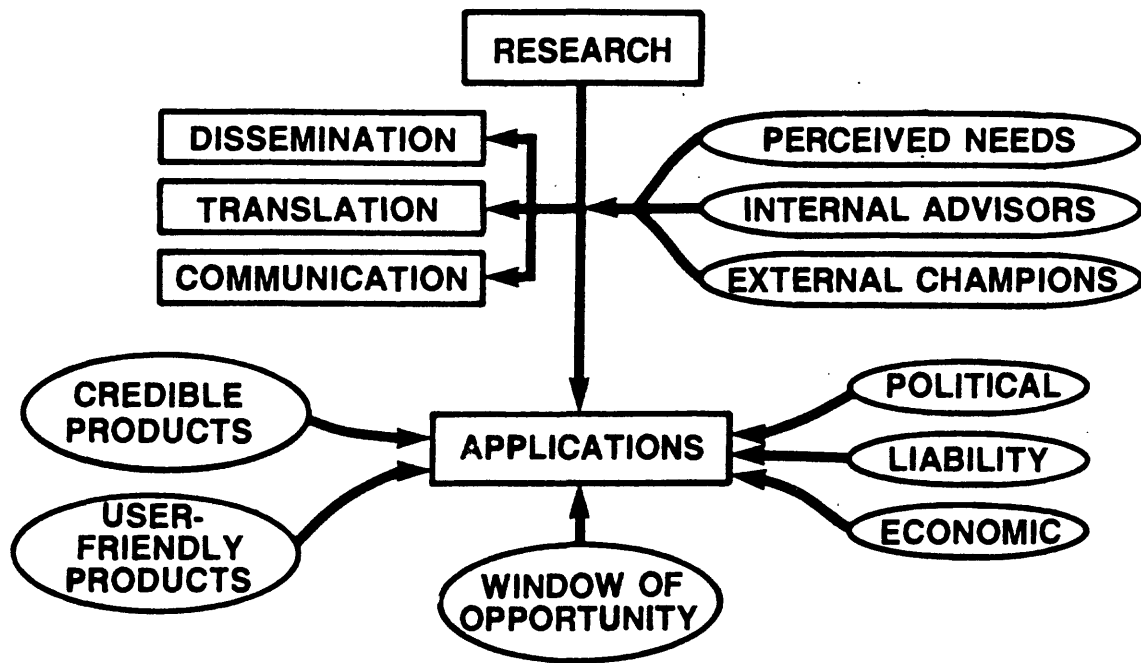 RESEARCH
DISSEMINATION
TRANSLATION
COMMUNICATION
PERCEIVED NEEDS
INTERNAL ADVISORS
EXTERNAL CHAMPIONS
CREDIBLE
PRODUCTS
USER-
FRIENDLY
PRODUCTS
APPLICATIONS
WINDOW OF
OPPORTUNITY
POLITICAL
LIABILITY
ECONOMIC